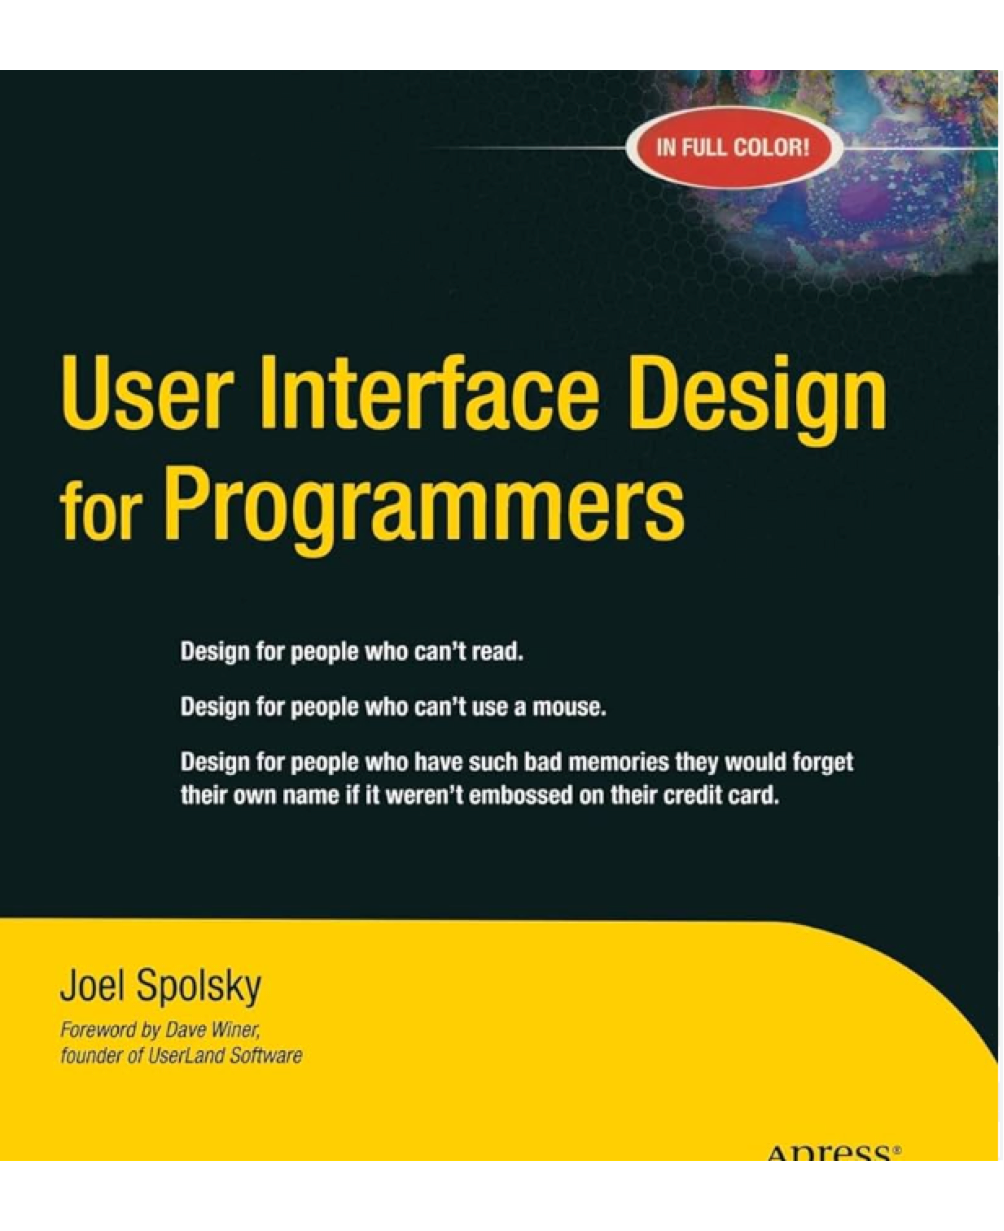 IN FULL COLOR!
User Interface Design
for Programmers
Design for people who can't read.
Design for people who can't use a mouse.
Design for people who have such bad memories they would forget
their own name if it weren't embossed on their credit card.
Joel Spolsky
Foreword by Dave Winer,
founder of UserLand Software
Apress®